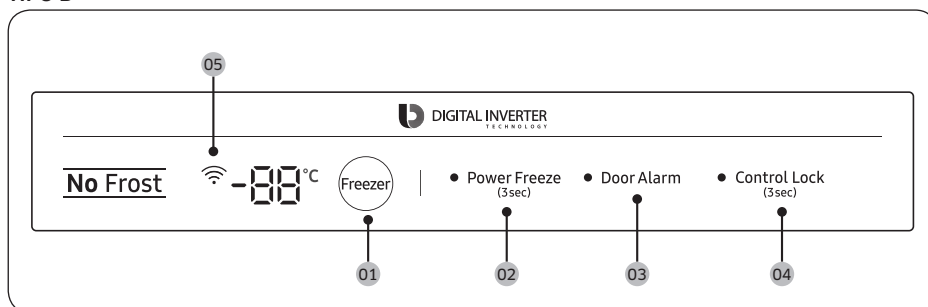 05
DIGITAL INVERTER
TECHNOLOGY
No Frost
-88°C
Freezer
Power Freeze
(3sec)
Door Alarm
Control Lock
(3sec)
01
02
03
04